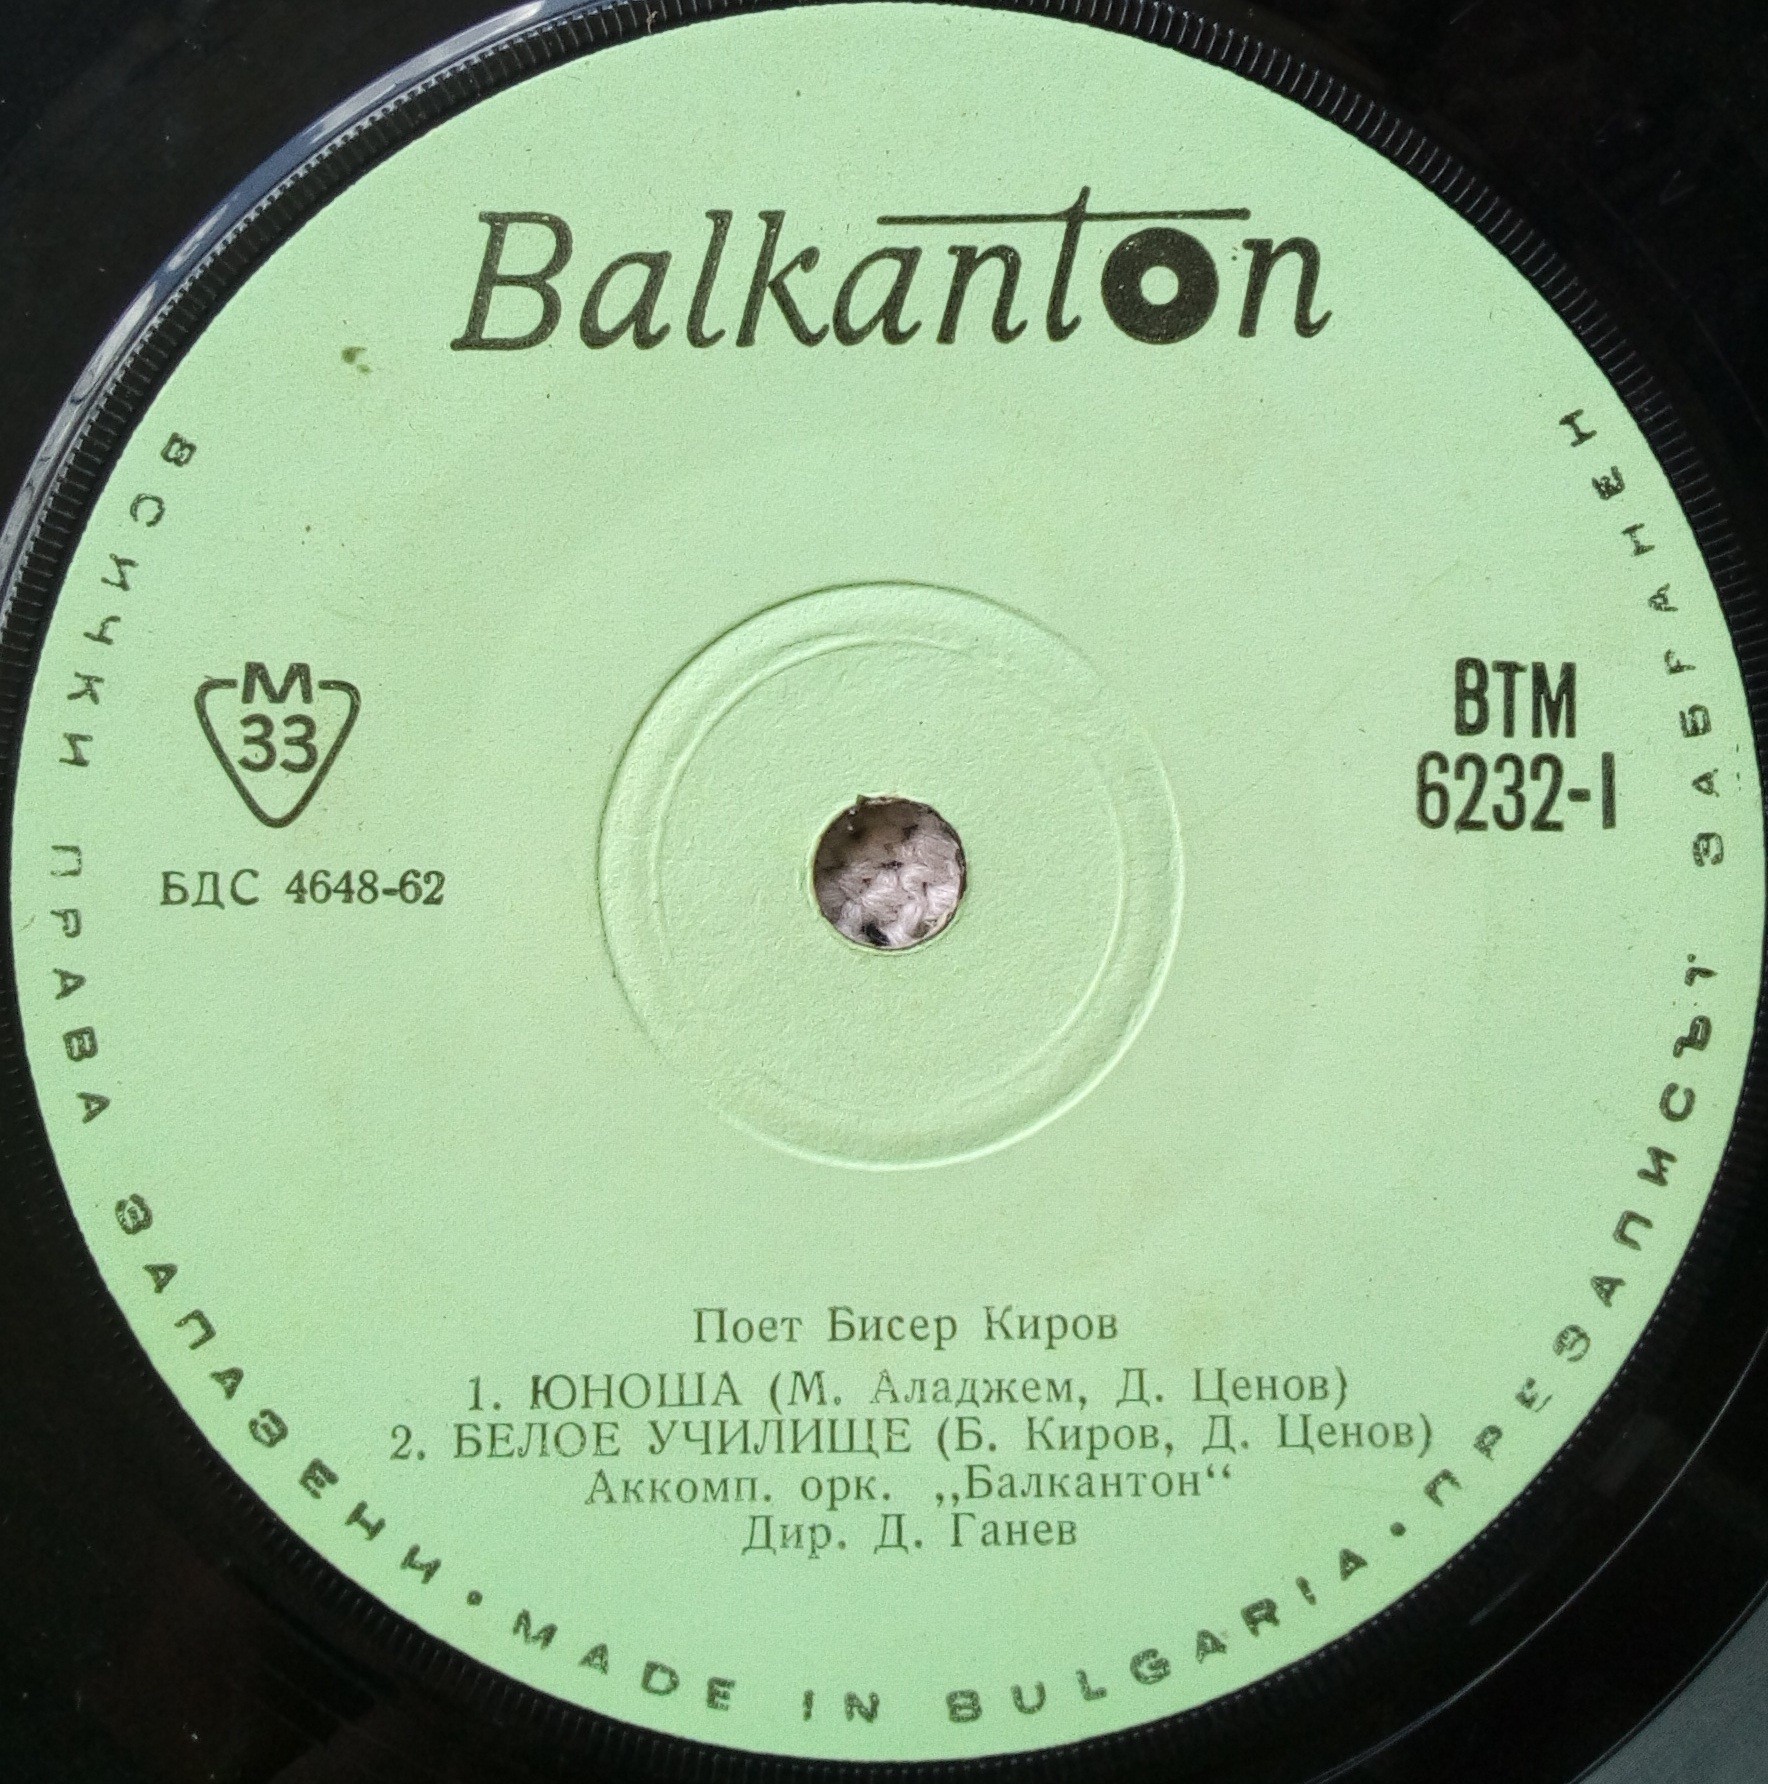 Balkanton
М
33
БДС 4648-62
ВТМ
6232-I
Поет Бисер Киров
1. ЮНОША (М. Аладжем, Д. Ценов)
2. БЕЛОЕ УЧИЛИЩЕ (Б. Киров, Д. Ценов)
Аккомп. орк. „Балкантон“
Дир. Д. Ганев
ВСИЧКИ ПРАВА ЗАПАЗЕНИ • MADE IN BULGARIA • ПРЕЗАПИСЪТ ЗАБРАНЕН